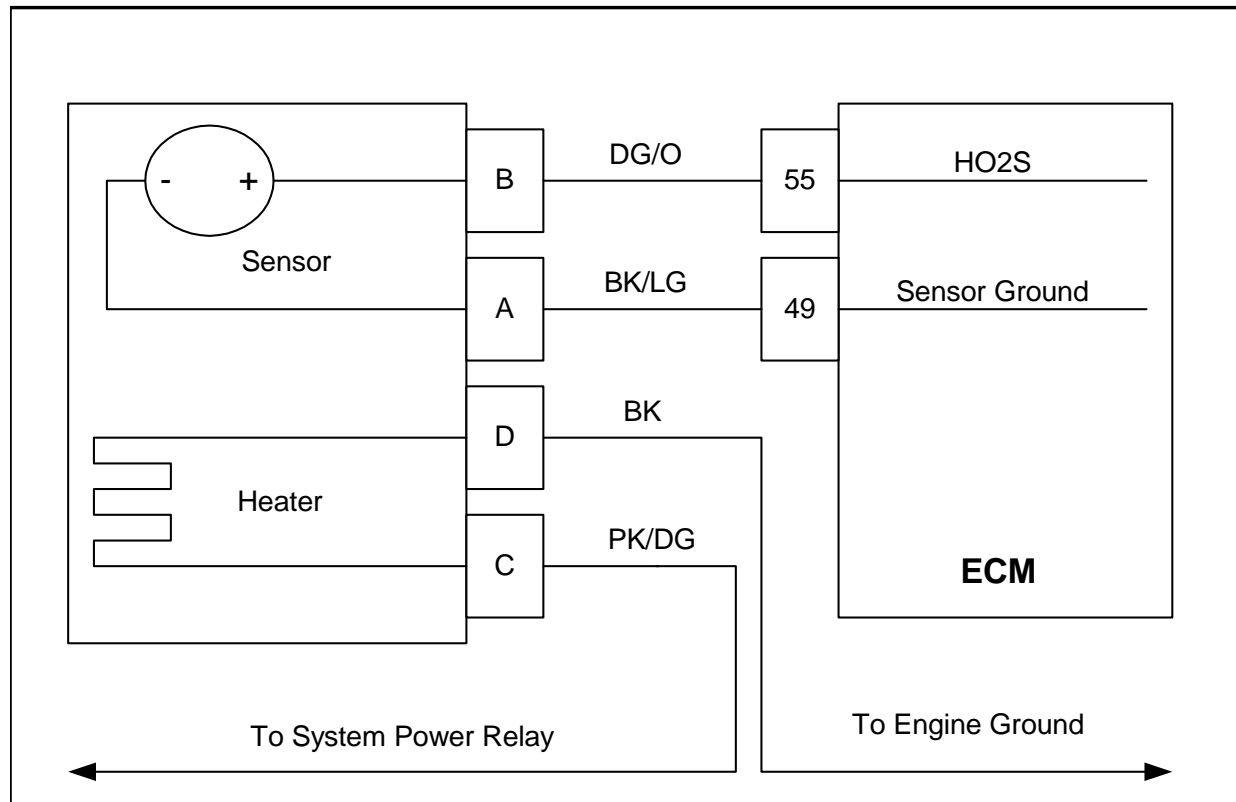 B
DG/O
55
HO2S
-
+
Sensor
A
BK/LG
49
Sensor Ground
D
BK
Heater
C
PK/DG
ECM
To System Power Relay
To Engine Ground